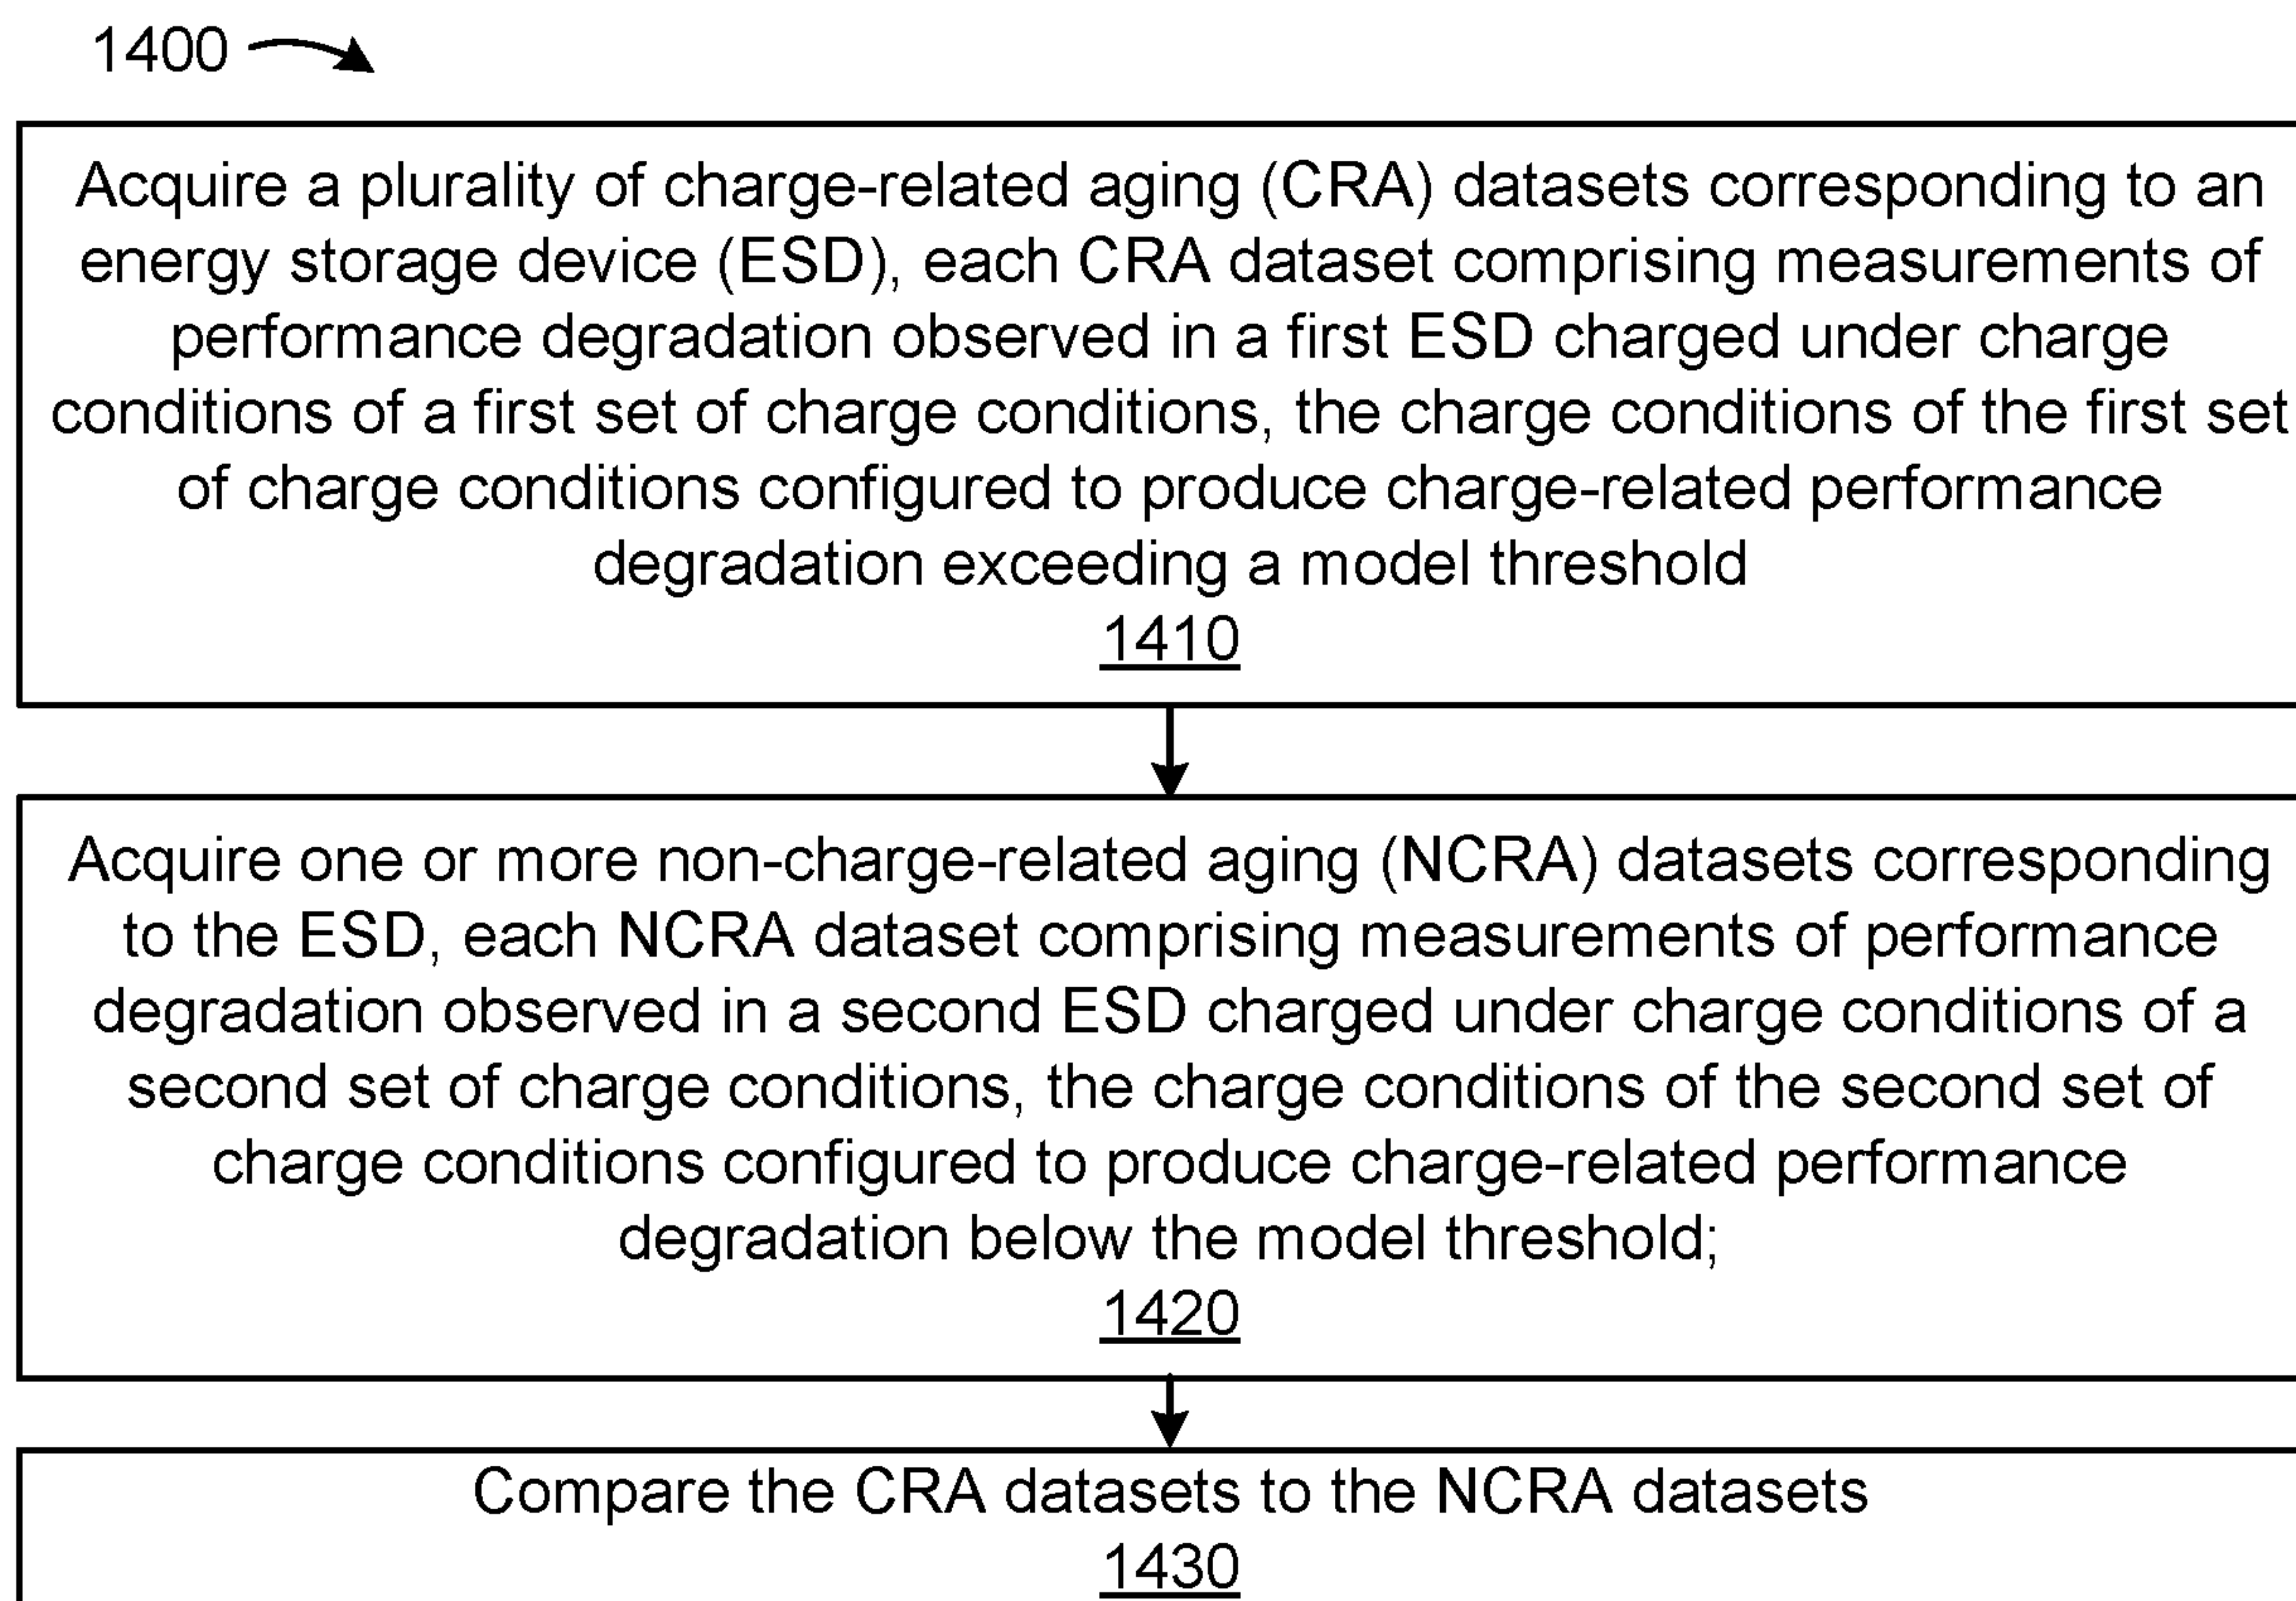 1400
Acquire a plurality of charge-related aging (CRA) datasets corresponding to an
energy storage device (ESD), each CRA dataset comprising measurements of
performance degradation observed in a first ESD charged under charge
conditions of a first set of charge conditions, the charge conditions of the first set
of charge conditions configured to produce charge-related performance
degradation exceeding a model threshold
1410
Acquire one or more non-charge-related aging (NCRA) datasets corresponding
to the ESD, each NCRA dataset comprising measurements of performance
degradation observed in a second ESD charged under charge conditions of a
second set of charge conditions, the charge conditions of the second set of
charge conditions configured to produce charge-related performance
degradation below the model threshold;
1420
Compare the CRA datasets to the NCRA datasets
1430